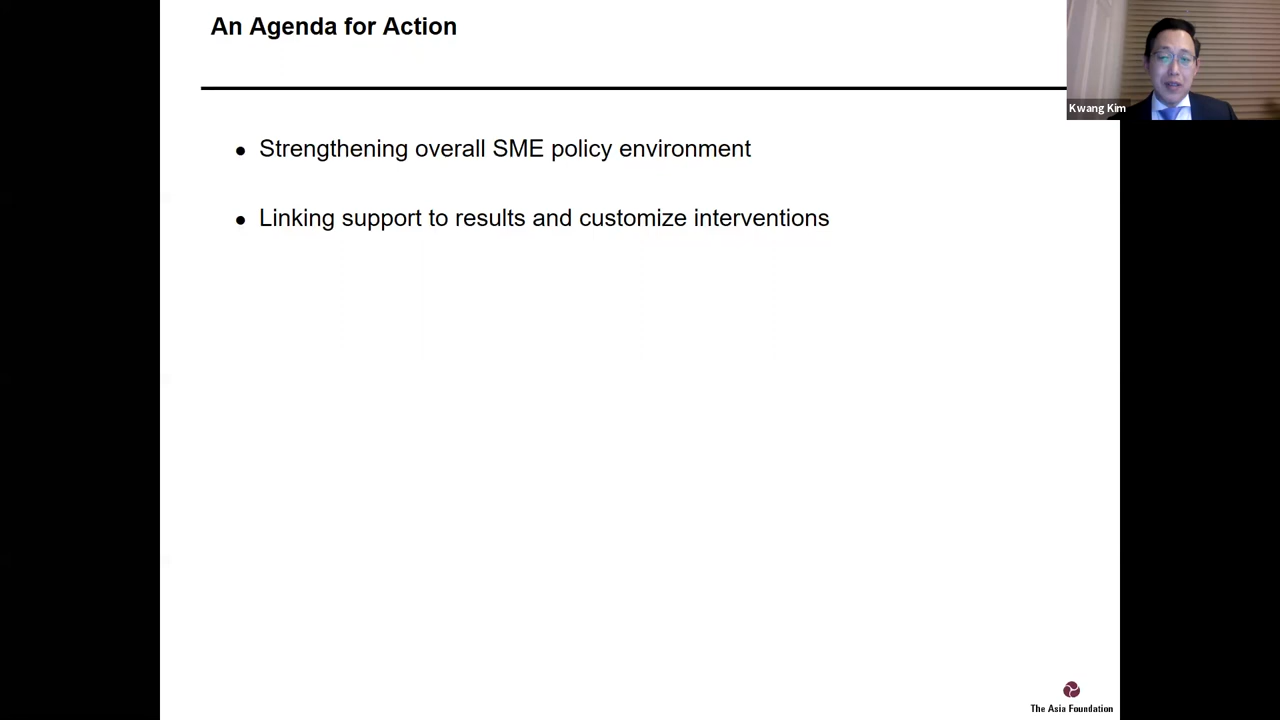 An Agenda for Action
Kwang Kim
● Strengthening overall SME policy environment
● Linking support to results and customize interventions
The Asia Foundation